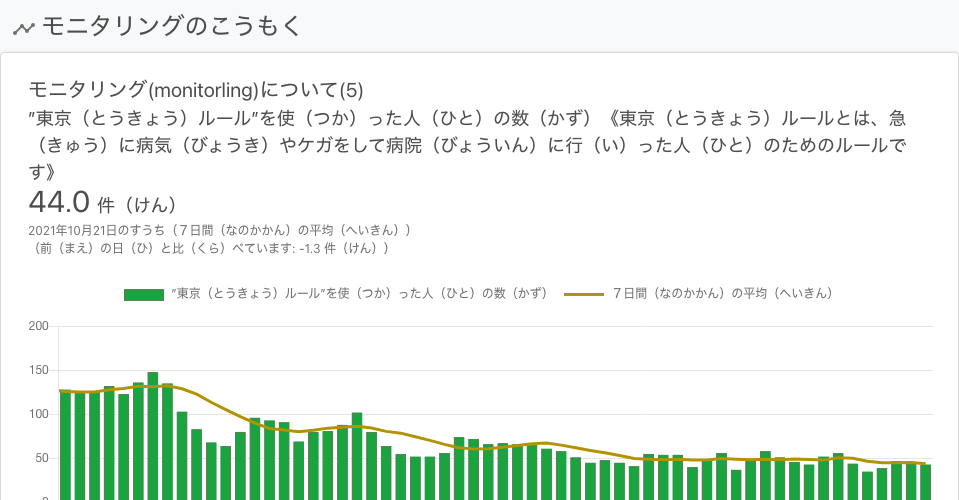 モニタリングのこうもく
モニタリング(monitorling)について(5)
”東京（とうきょう）ルール”を使（つか）った人（ひと）の数（かず）《東京（とうきょう）ルールとは、急
（きゅう）に病気（びょうき）やケガをして病院（びょういん）に行（い）った人（ひと）のためのルールで
す》
44.0 件（けん）
2021年10月21日のすうち（７日間（なのかかん）の平均（へいきん））
（前（まえ）の日（ひ）と比（くら）べています: -1.3 件（けん））
”東京（とうきょう）ルール”を使（つか）った人（ひと）の数（かず） ７日間（なのかかん）の平均（へいきん）
200
150
100
50
0